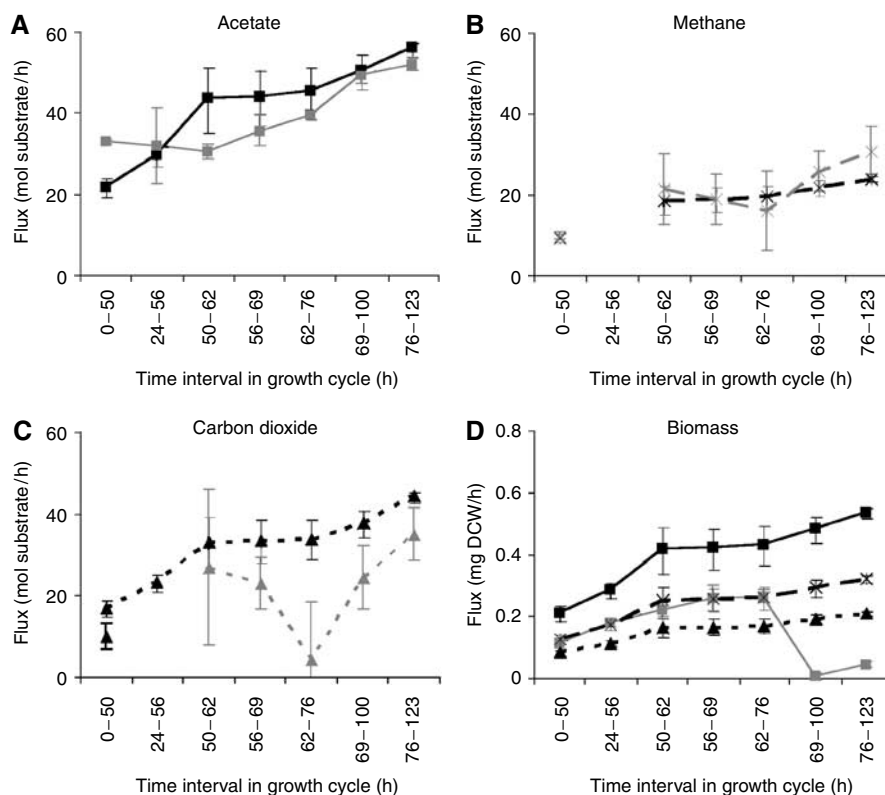 A
Acetate
Flux (mol substrate/h)
60
40
20
0
0–50
24–56
50–62
56–69
62–76
69–100
76–123
Time interval in growth cycle (h)
B
Methane
Flux (mol substrate/h)
60
40
20
0
0–50
24–56
50–62
56–69
62–76
69–100
76–123
Time interval in growth cycle (h)
C
Carbon dioxide
Flux (mol substrate/h)
60
40
20
0
0–50
24–56
50–62
56–69
62–76
69–100
76–123
Time interval in growth cycle (h)
D
Biomass
Flux (mg DCW/h)
0.8
0.6
0.4
0.2
0
0–50
24–56
50–62
56–69
62–76
69–100
76–123
Time interval in growth cycle (h)